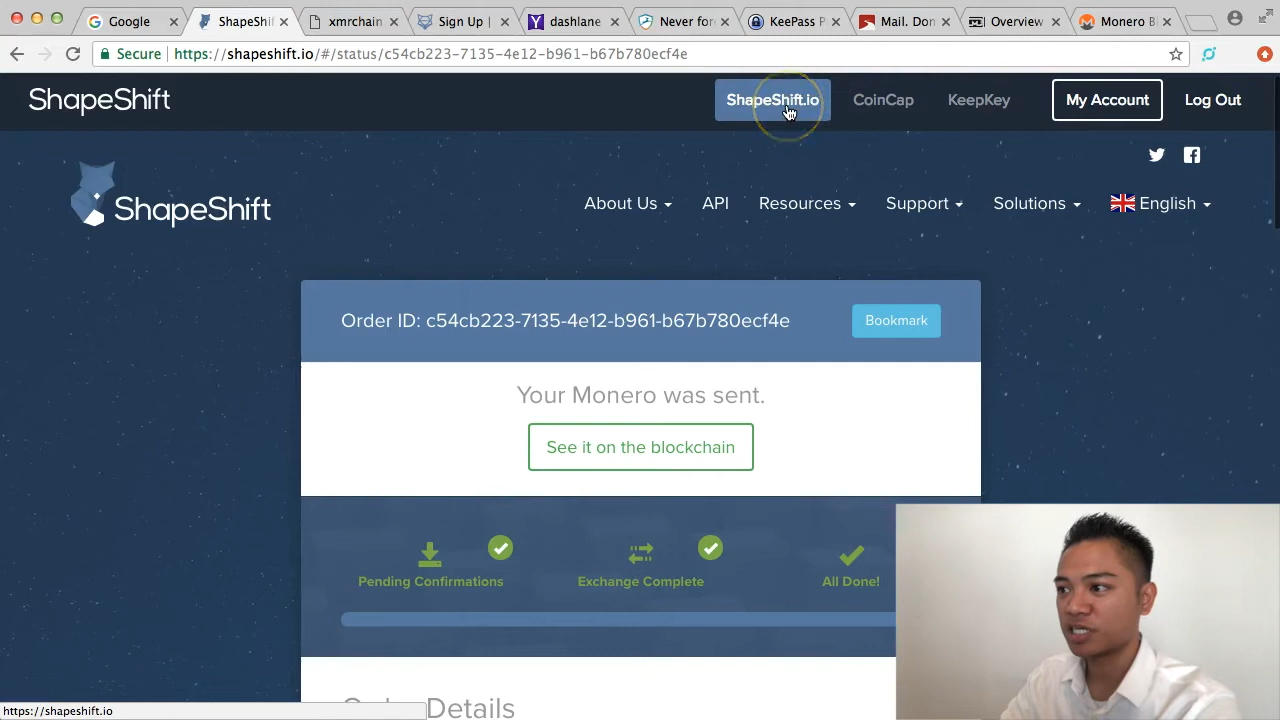 Google
ShapeShif
xmrchain
Sign Up |
dashlane
Never for
KeePass P
Mail. Don
Overview
Monero Bl
Secure
https://shapeshift.io/#/status/c54cb223-7135-4e12-b961-b67b780ecf4e
ShapeShift
ShapeShift.io
CoinCap
KeepKey
My Account
Log Out
ShapeShift
About Us
API
Resources
Support
Solutions
English
Order ID: c54cb223-7135-4e12-b961-b67b780ecf4e
Bookmark
Your Monero was sent.
See it on the blockchain
Pending Confirmations
Exchange Complete
All Done!
Order Details
https://shapeshift.io